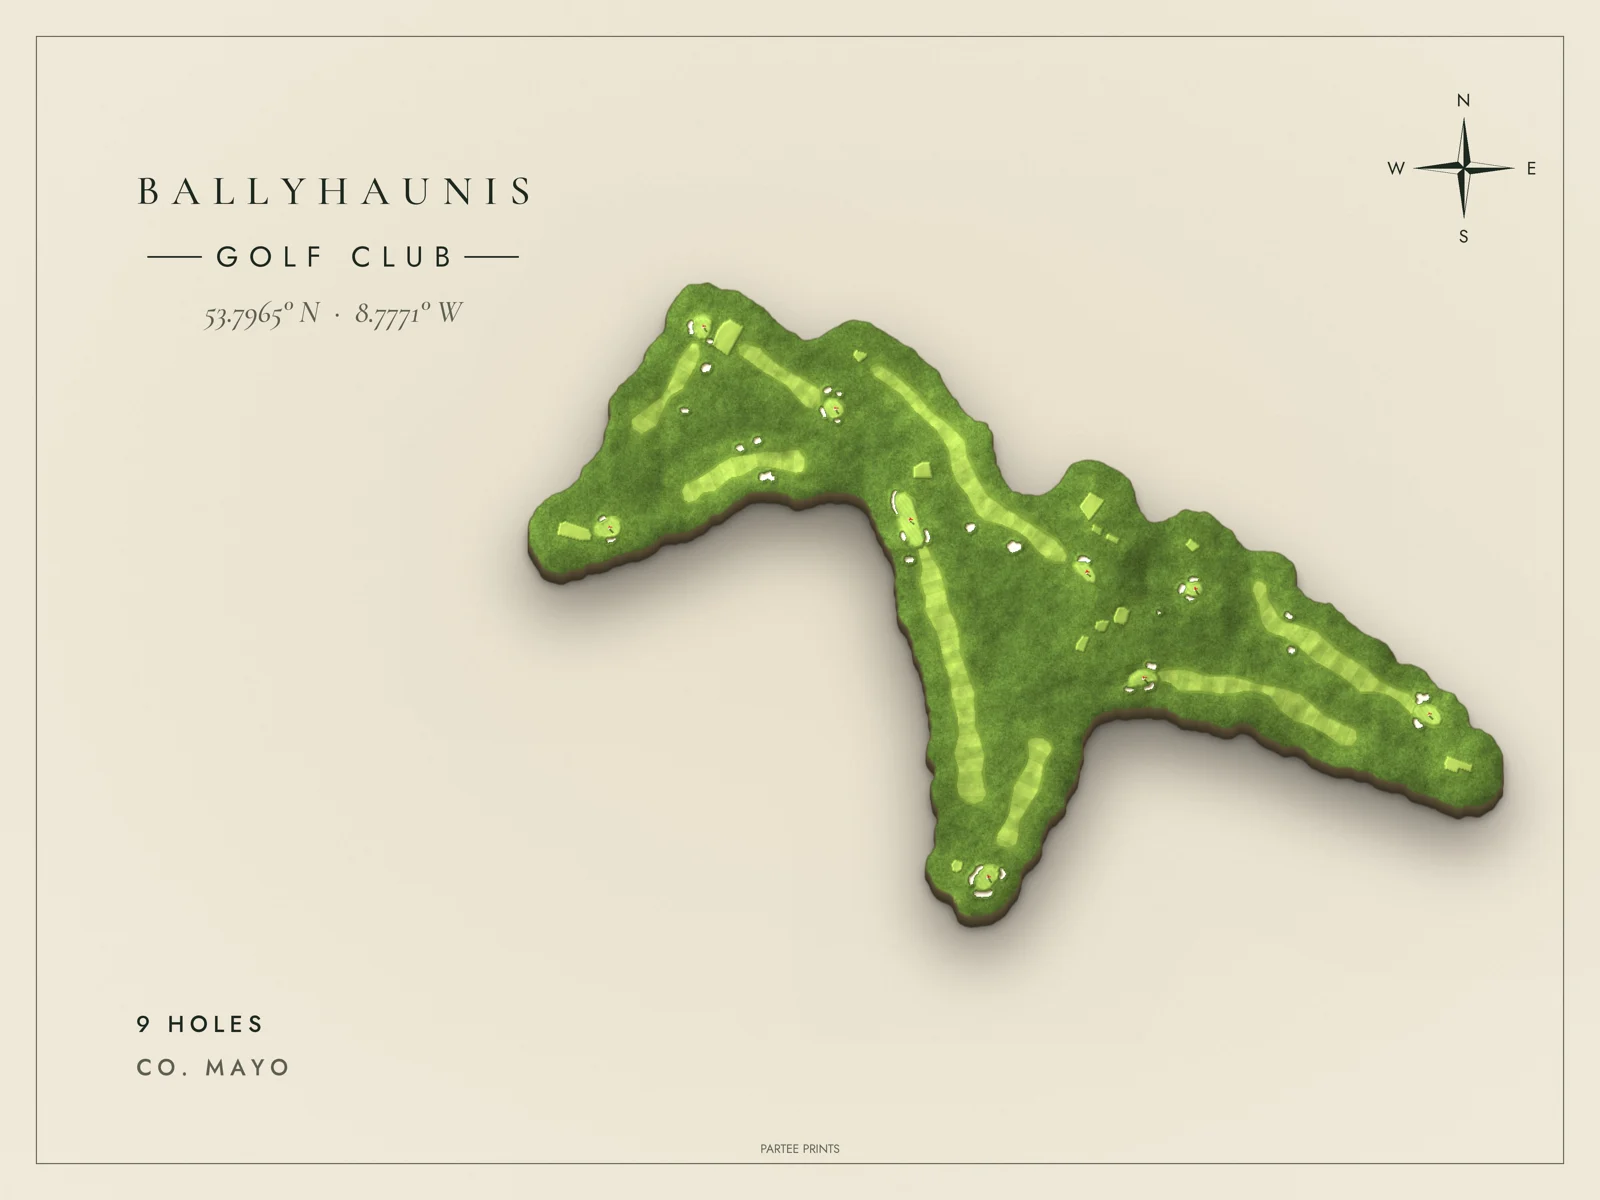 BALLYHAUNIS
GOLF CLUB
53.7965° N · 8.7771° W
N
W E
S
9 HOLES
CO. MAYO
PARTEE PRINTS